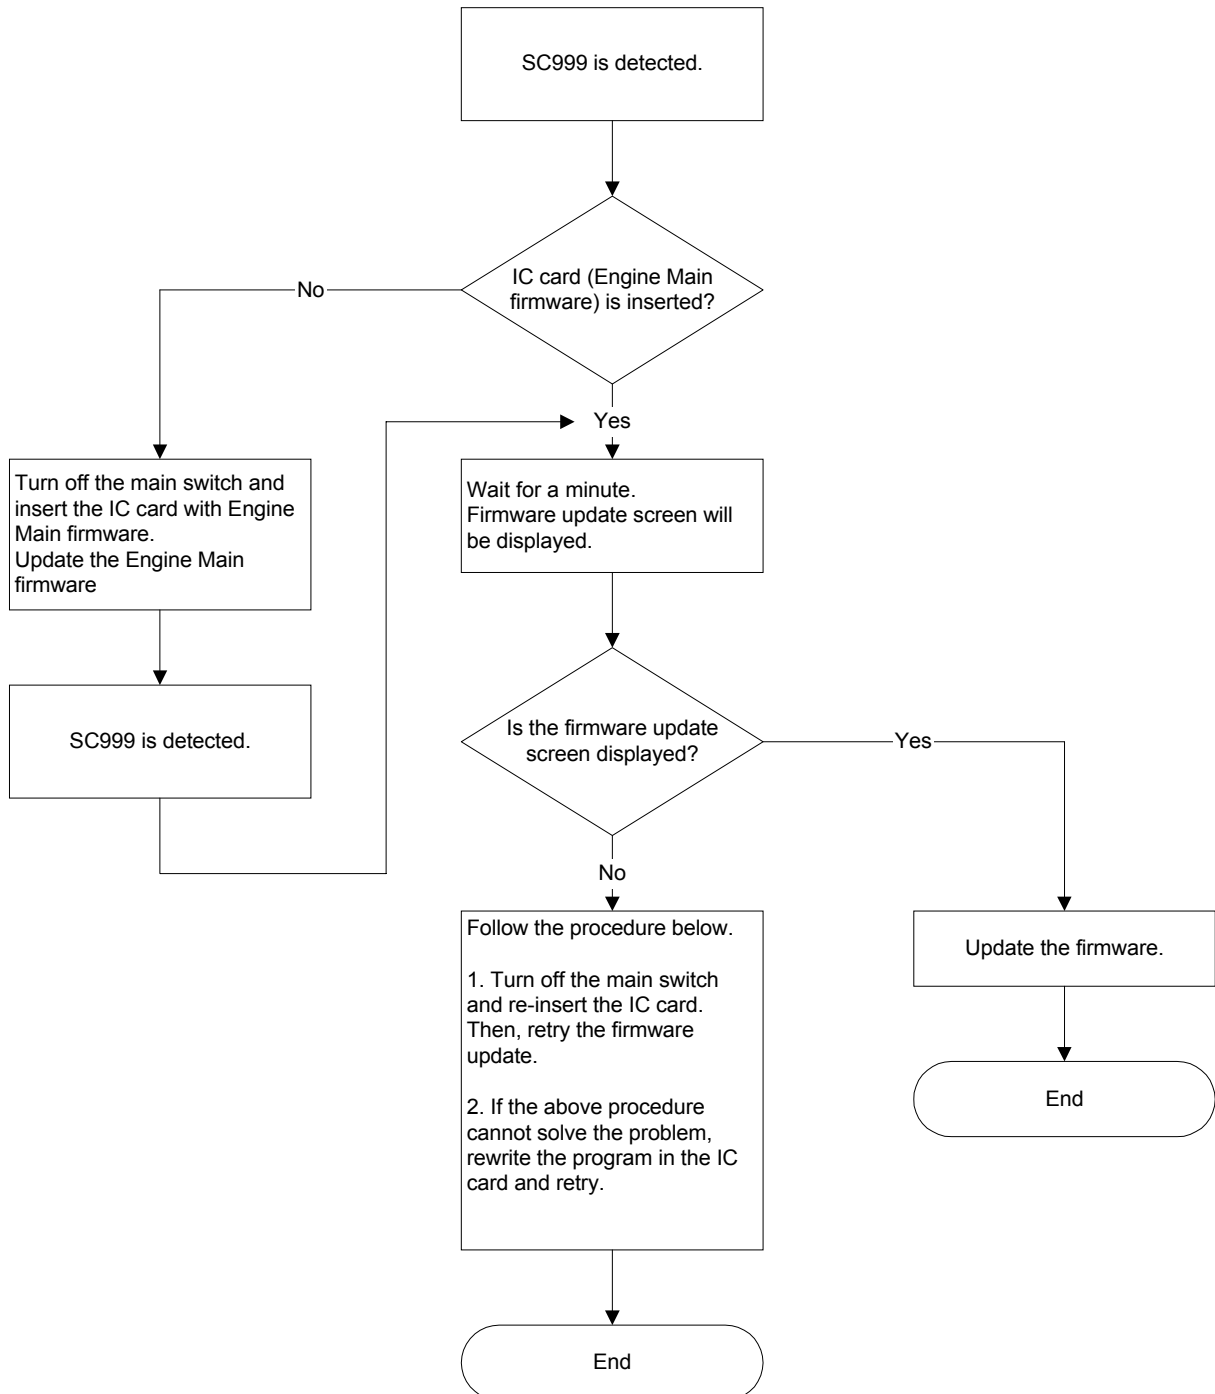 SC999 is detected.
IC card (Engine Main
firmware) is inserted?
No
Yes
Turn off the main switch and
insert the IC card with Engine
Main firmware.
Update the Engine Main
firmware
Wait for a minute.
Firmware update screen will
be displayed.
SC999 is detected.
Is the firmware update
screen displayed?
Yes
No
Follow the procedure below.
1. Turn off the main switch
and re-insert the IC card.
Then, retry the firmware
update.
2. If the above procedure
cannot solve the problem,
rewrite the program in the IC
card and retry.
Update the firmware.
End
End